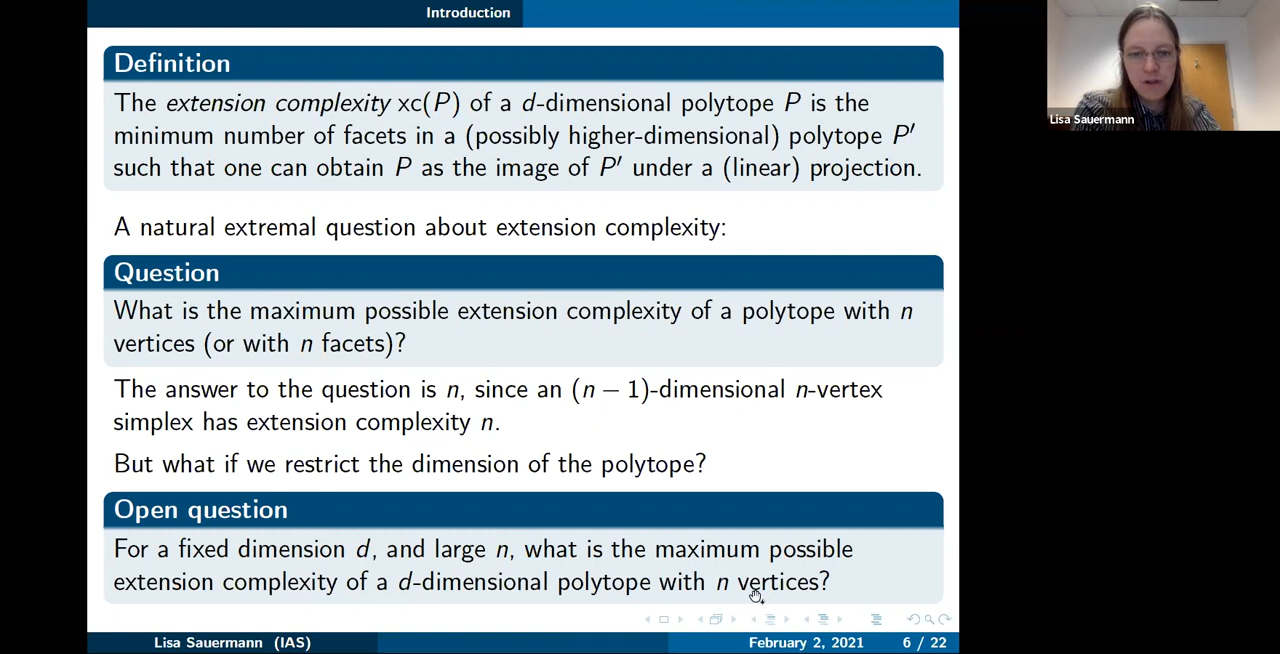 Introduction
Definition
The extension complexity xc(P) of a d-dimensional polytope P is the
minimum number of facets in a (possibly higher-dimensional) polytope P′
such that one can obtain P as the image of P′ under a (linear) projection.
A natural extremal question about extension complexity:
Question
What is the maximum possible extension complexity of a polytope with n
vertices (or with n facets)?
The answer to the question is n, since an (n − 1)-dimensional n-vertex
simplex has extension complexity n.
But what if we restrict the dimension of the polytope?
Open question
For a fixed dimension d, and large n, what is the maximum possible
extension complexity of a d-dimensional polytope with n vertices?
Lisa Sauermann (IAS)
February 2, 2021
6 / 22
Lisa Sauermann